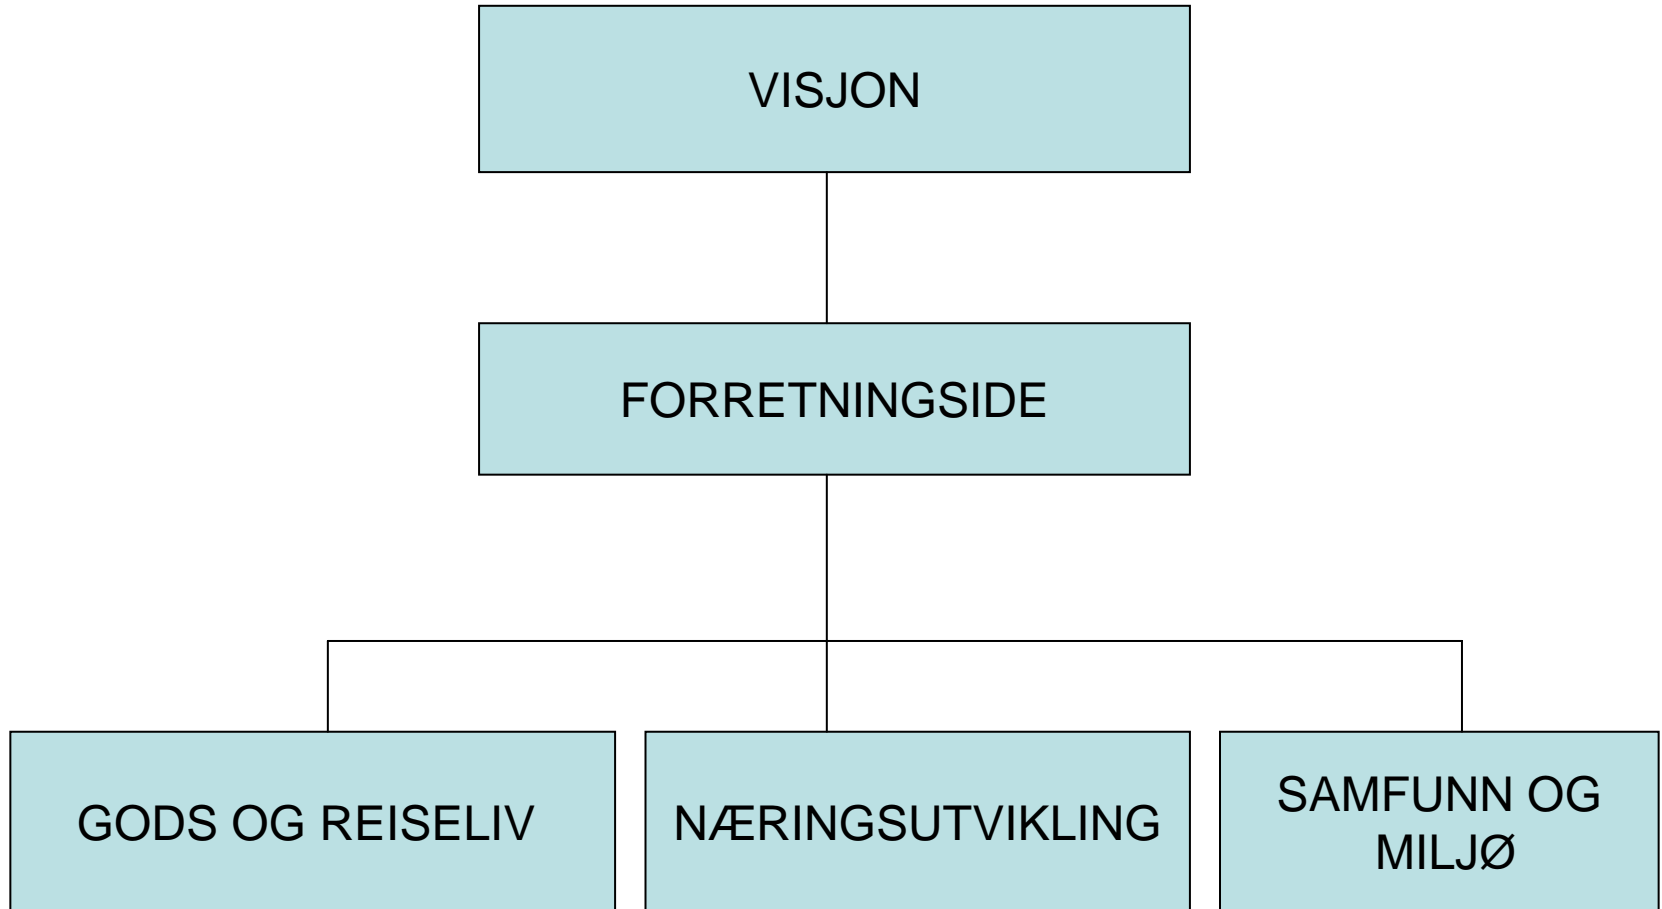 VISJON
FORRETNINGSIDE
GODS OG REISELIV
NÆRINGSUTVIKLING
SAMFUNN OG
MILJØ